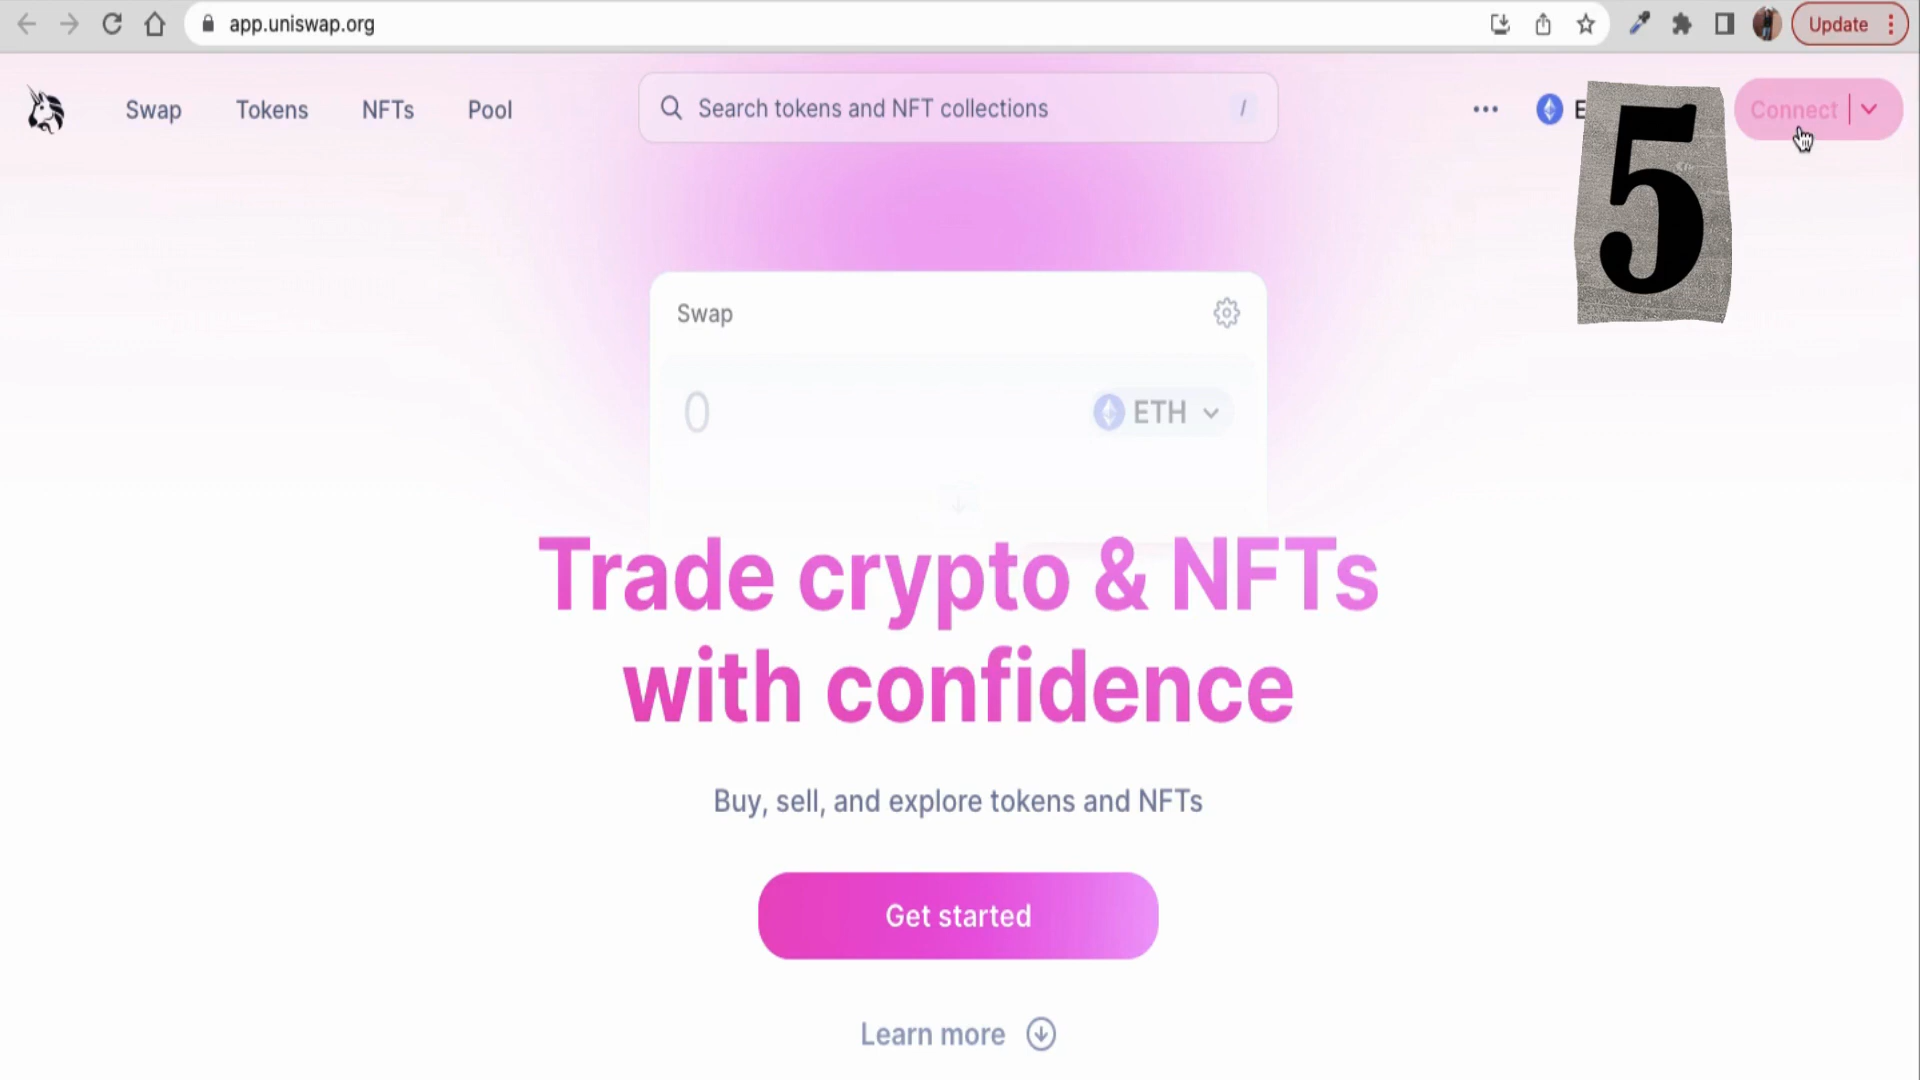 app.uniswap.org
Update
Swap
Tokens
NFTs
Pool
Search tokens and NFT collections
/
E
5
Connect
Swap
0
ETH
Trade crypto & NFTs
with confidence
Buy, sell, and explore tokens and NFTs
Get started
Learn more